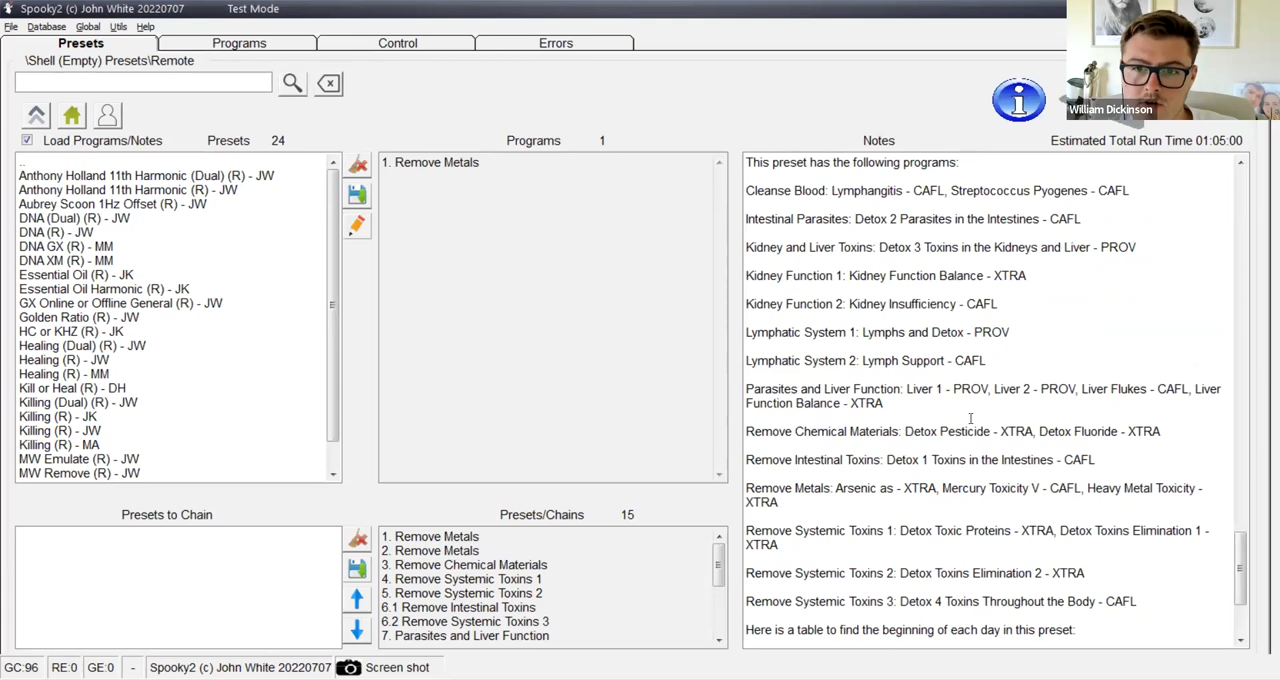 Spooky2 (c) John White 20220707 Test Mode
File Database Global Utils Help
Presets Programs Control Errors
\Shell (Empty) Presets\Remote
William Dickinson
Load Programs/Notes Presets 24
Programs 1
Notes Estimated Total Run Time 01:05:00
..
Anthony Holland 11th Harmonic (Dual) (R) - JW
Anthony Holland 11th Harmonic (R) - JW
Aubrey Scoon 1Hz Offset (R) - JW
DNA (Dual) (R) - JW
DNA (R) - JW
DNA GX (R) - MM
DNA XM (R) - MM
Essential Oil (R) - JK
Essential Oil Harmonic (R) - JK
GX Online or Offline General (R) - JW
Golden Ratio (R) - JW
HC or KHZ (R) - JK
Healing (Dual) (R) - JW
Healing (R) - JW
Healing (R) - MM
Kill or Heal (R) - DH
Killing (Dual) (R) - JW
Killing (R) - JK
Killing (R) - JW
Killing (R) - MA
MW Emulate (R) - JW
MW Remove (R) - JW
1. Remove Metals
This preset has the following programs:
Cleanse Blood: Lymphangitis - CAFL, Streptococcus Pyogenes - CAFL
Intestinal Parasites: Detox 2 Parasites in the Intestines - CAFL
Kidney and Liver Toxins: Detox 3 Toxins in the Kidneys and Liver - PROV
Kidney Function 1: Kidney Function Balance - XTRA
Kidney Function 2: Kidney Insufficiency - CAFL
Lymphatic System 1: Lymphs and Detox - PROV
Lymphatic System 2: Lymph Support - CAFL
Parasites and Liver Function: Liver 1 - PROV, Liver 2 - PROV, Liver Flukes - CAFL, Liver
Function Balance - XTRA
Remove Chemical Materials: Detox Pesticide - XTRA, Detox Fluoride - XTRA
Remove Intestinal Toxins: Detox 1 Toxins in the Intestines - CAFL
Remove Metals: Arsenic as - XTRA, Mercury Toxicity V - CAFL, Heavy Metal Toxicity -
XTRA
Remove Systemic Toxins 1: Detox Toxic Proteins - XTRA, Detox Toxins Elimination 1 -
XTRA
Remove Systemic Toxins 2: Detox Toxins Elimination 2 - XTRA
Remove Systemic Toxins 3: Detox 4 Toxins Throughout the Body - CAFL
Here is a table to find the beginning of each day in this preset:
Presets to Chain
Presets/Chains 15
1. Remove Metals
2. Remove Metals
3. Remove Chemical Materials
4. Remove Systemic Toxins 1
5. Remove Systemic Toxins 2
6.1 Remove Intestinal Toxins
6.2 Remove Systemic Toxins 3
7. Parasites and Liver Function
GC:96 RE:0 GE:0 - Spooky2 (c) John White 20220707 Screen shot